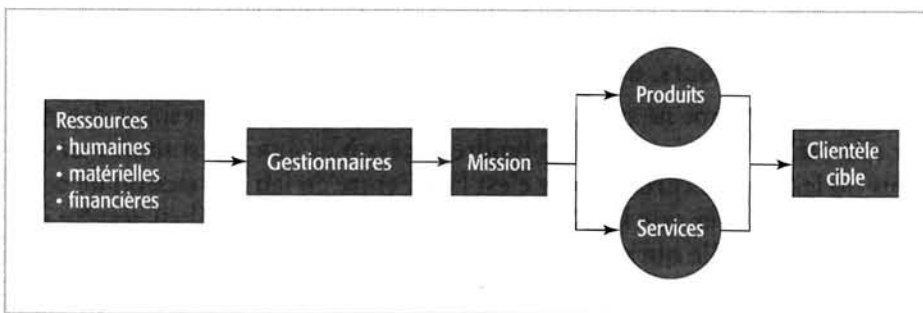 Ressources
• humaines
• matérielles
• financières
Gestionnaires
Mission
Produits
Services
Clientèle
cible